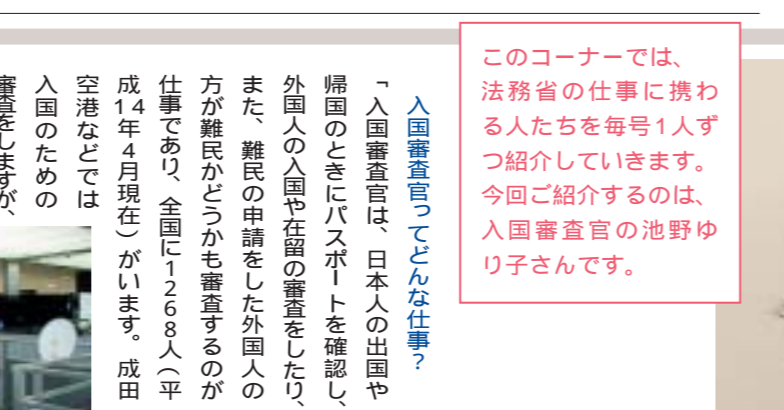 このコーナーでは、
法務省の仕事に携わ
る人たちを毎号1人ず
つ紹介していきます。
今回ご紹介するのは、
入国審査官の池野ゆ
り子さんです。
入国審査官ってどんな仕事？
「入国審査官は、日本人の出国や
帰国のときにパスポートを確認し、
外国人の入国や在留の審査をしたり、
また、難民の申請をした外国人の
方が難民かどうかも審査するのが
仕事であり、全国に1268人（平
成14年4月現在）がいます。成田
空港などでは
入国のための
審査をしますが、